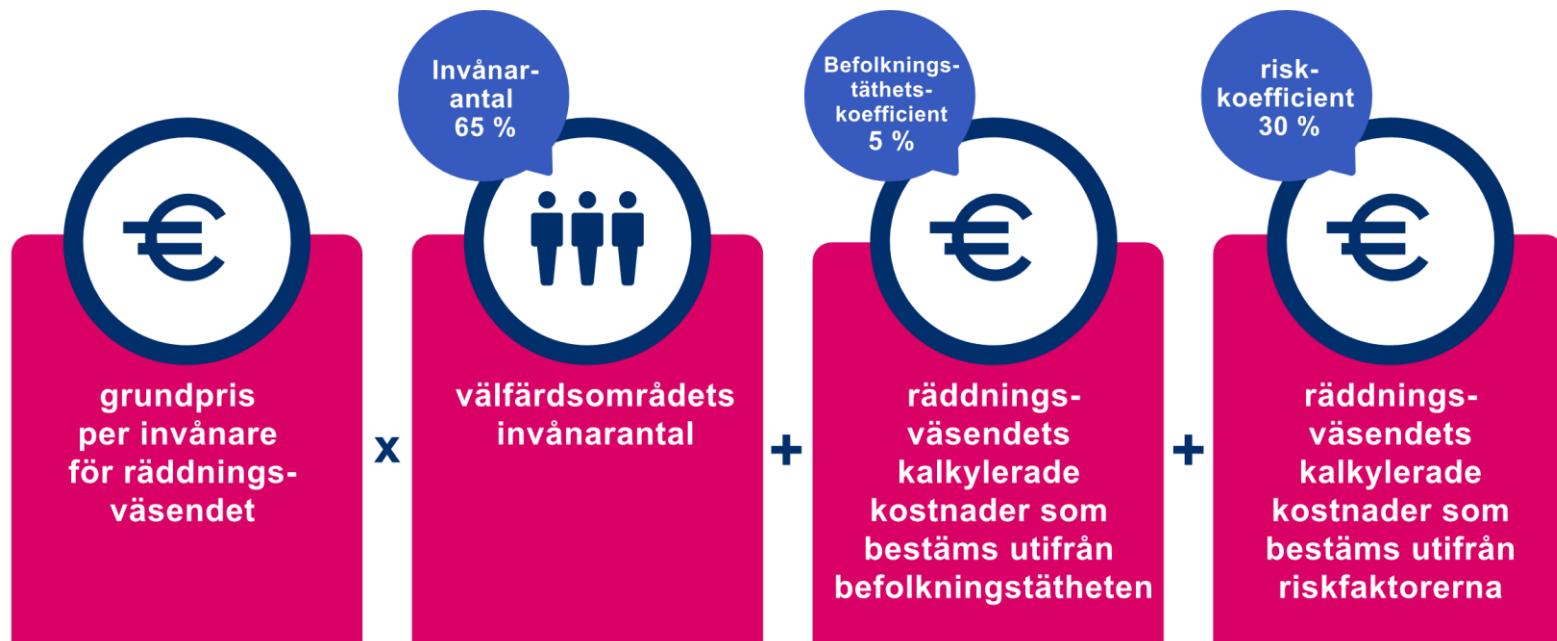 grundpris
per invånare
för räddnings-
väsendet
x
Invånar-
antal
65 %
välfärdsområdets
invånarantal
+
Befolknings-
täthets-
koefficient
5 %
räddnings-
väsendets
kalkylerade
kostnader som
bestäms utifrån
befolkningstätheten
+
risk-
koefficient
30 %
räddnings-
väsendets
kalkylerade
kostnader som
bestäms utifrån
riskfaktorerna